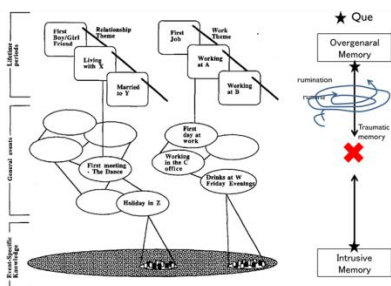 Lifetime
periods
General events
Event-Specific
Knowledge
First
Boy/Girl
Friend
Relationship
Theme
Living
with X
Married
to Y
First
Job
Work
Theme
Working
at A
Working
at B
First meeting
- The Dance
Holiday in Z
First
day at
work
Working
in the C
office
Drinks at W
Friday Evenings
Que
Overgenaral
Memory
rumination
Traumatic
memory
Intrusive
Memory